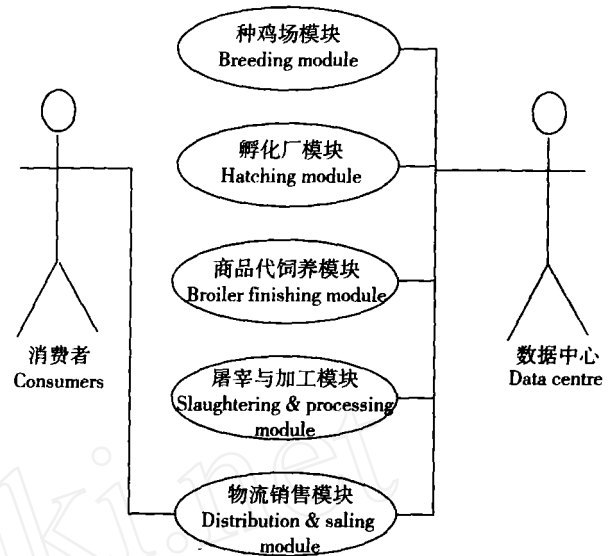 种鸡场模块
Breeding module
孵化厂模块
Hatching module
商品代饲养模块
Broiler finishing module
屠宰与加工模块
Slaughtering & processing
module
物流销售模块
Distribution & saling
module
消费者
Consumers
数据中心
Data centre
iki.net